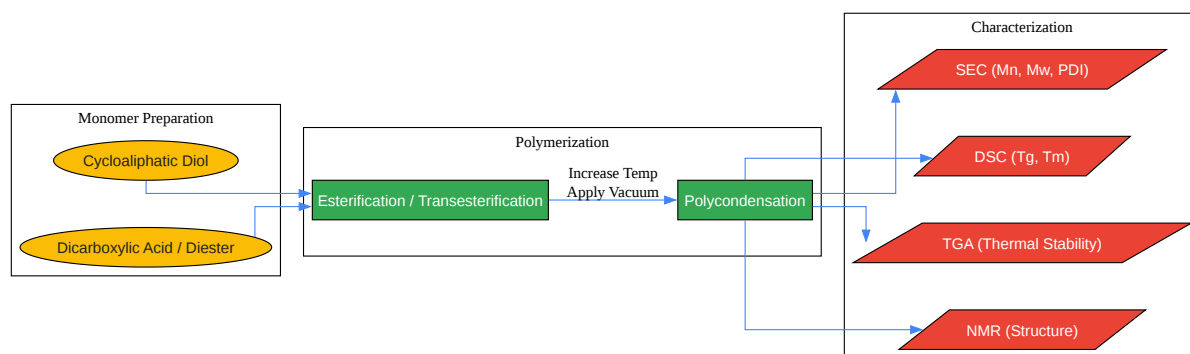 Monomer Preparation
Cycloaliphatic Diol
Dicarboxylic Acid / Diester
Polymerization
Esterification / Transesterification
Increase Temp
Apply Vacuum
Polycondensation
Characterization
SEC (Mn, Mw, PDI)
DSC (Tg, Tm)
TGA (Thermal Stability)
NMR (Structure)